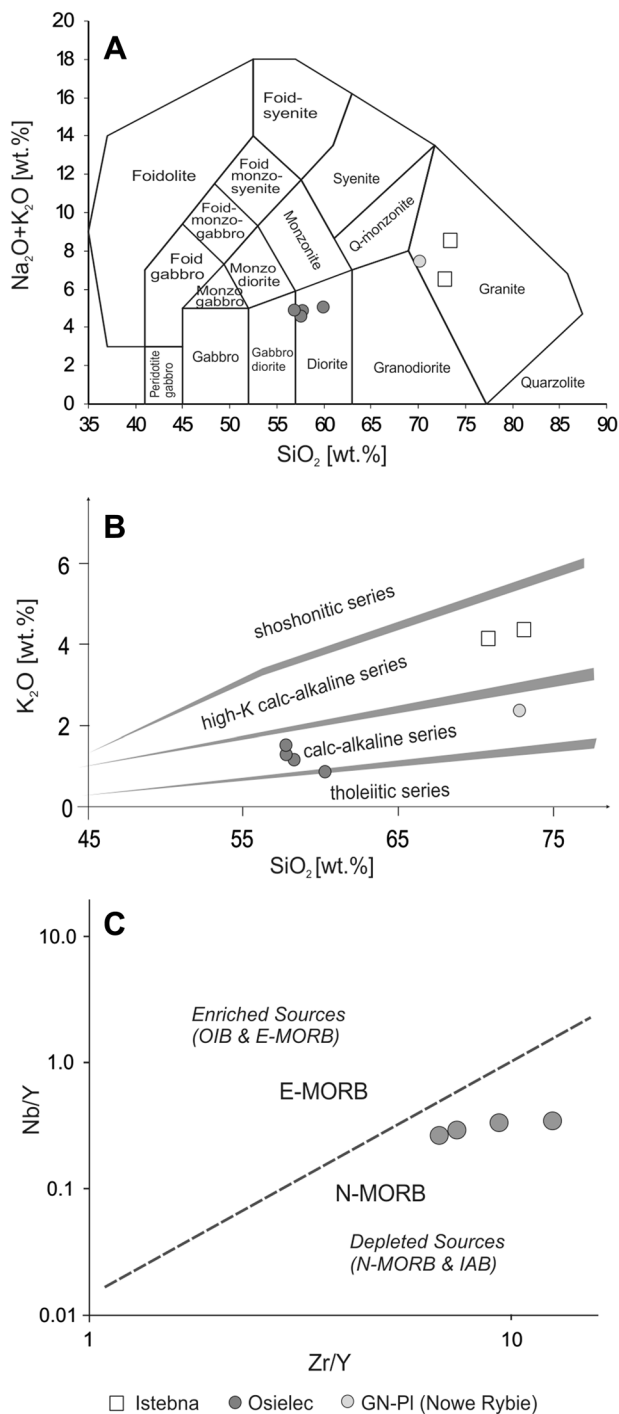 A
20
18
16
14
12
10
8
6
4
2
0
Na2O+K2O [wt.%]
Foid-
syenite
Foidolite
Foid
monzo-
syenite
Syenite
Foid-
monzo-
gabbro
Monzonite
Q-monzonite
Foid
gabbro
Monzo
diorite
Monzo
gabbro
Granite
Peridotite
gabbro
Gabbro
Gabbro
diorite
Diorite
Granodiorite
Quarzolite
35 40 45 50 55 60 65 70 75 80 85 90
SiO2 [wt.%]
B
6
4
2
0
K2O [wt.%]
shoshonitic series
high-K calc-alkaline series
calc-alkaline series
tholeiitic series
45 55 65 75
SiO2 [wt.%]
C
10.0
1.0
0.1
0.01
Nb/Y
Enriched Sources
(OIB & E-MORB)
E-MORB
N-MORB
Depleted Sources
(N-MORB & IAB)
1 10
Zr/Y
Istebna Osielec GN-PI (Nowe Rybie)